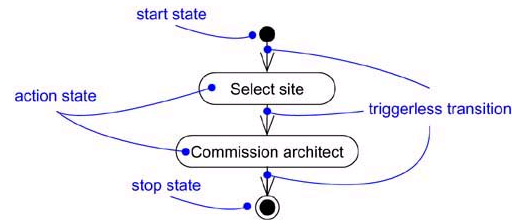 start state
Select site
action state
triggerless transition
Commission architect
stop state